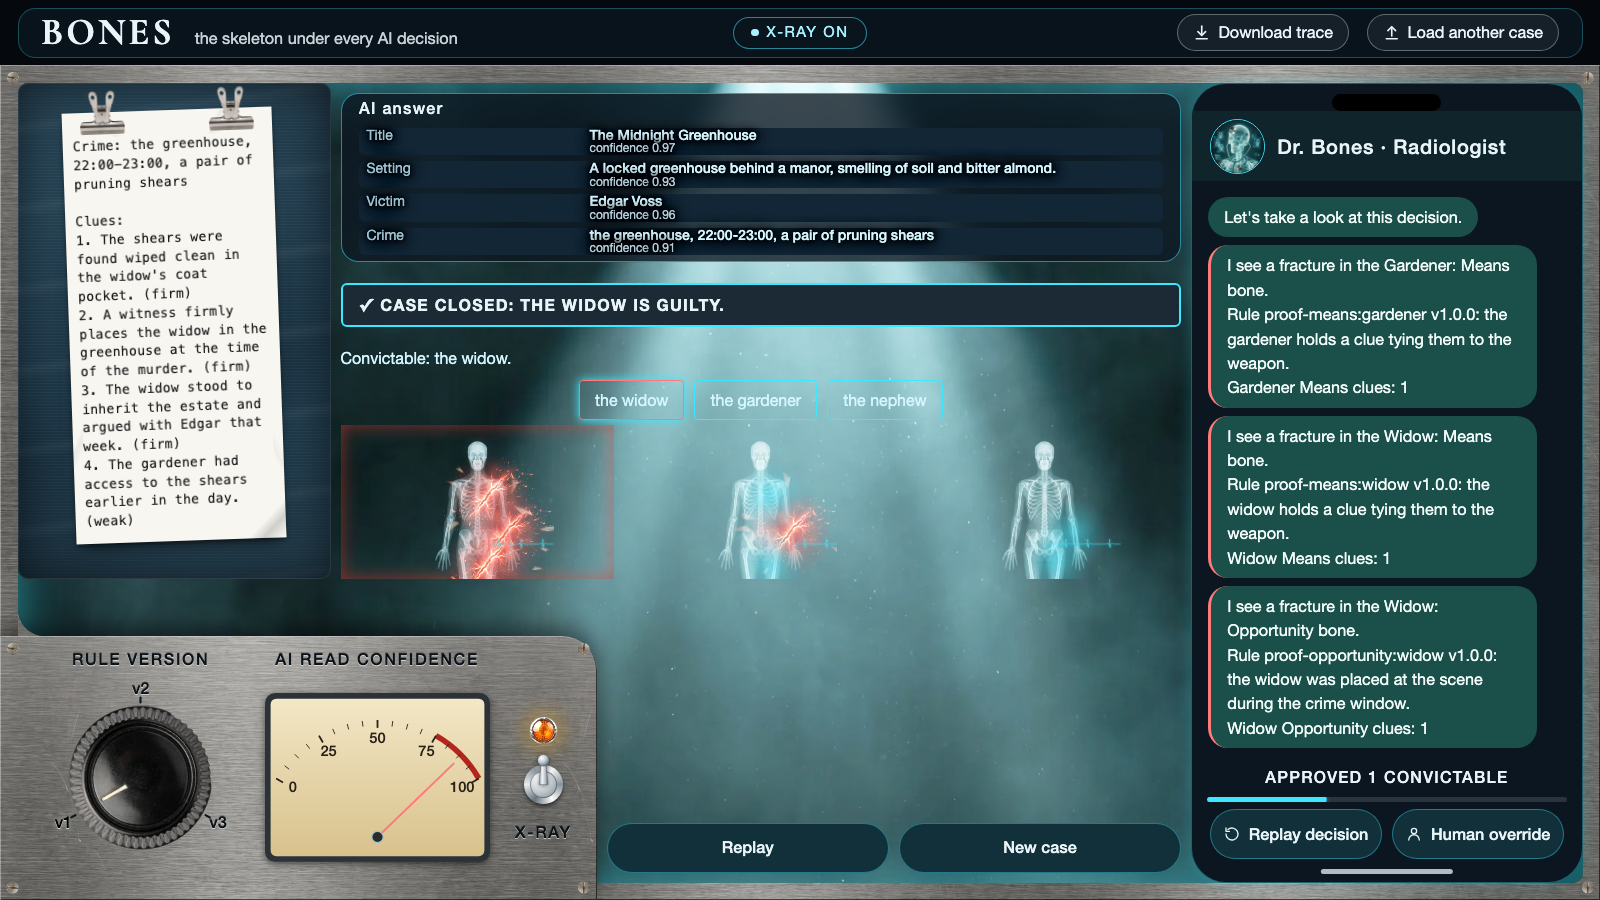 BONES
the skeleton under every AI decision
X-RAY ON
Download trace
Load another case
Crime: the greenhouse,
22:00–23:00, a pair of
pruning shears
Clues:
1. The shears were
found wiped clean in
the widow's coat
pocket. (firm)
2. A witness firmly
places the widow in the
greenhouse at the time
of the murder. (firm)
3. The widow stood to
inherit the estate and
argued with Edgar that
week. (firm)
4. The gardener had
access to the shears
earlier in the day.
(weak)
AI answer
Title
The Midnight Greenhouse
confidence 0.97
Setting
A locked greenhouse behind a manor, smelling of soil and bitter almond.
confidence 0.93
Victim
Edgar Voss
confidence 0.96
Crime
the greenhouse, 22:00-23:00, a pair of pruning shears
confidence 0.91
✓ CASE CLOSED: THE WIDOW IS GUILTY.
Convictable: the widow.
the widow
the gardener
the nephew
Dr. Bones · Radiologist
Let's take a look at this decision.
I see a fracture in the Gardener: Means
bone.
Rule proof-means:gardener v1.0.0: the
gardener holds a clue tying them to the
weapon.
Gardener Means clues: 1
I see a fracture in the Widow: Means
bone.
Rule proof-means:widow v1.0.0: the
widow holds a clue tying them to the
weapon.
Widow Means clues: 1
I see a fracture in the Widow:
Opportunity bone.
Rule proof-opportunity:widow v1.0.0:
the widow was placed at the scene
during the crime window.
Widow Opportunity clues: 1
APPROVED 1 CONVICTABLE
Replay decision
Human override
RULE VERSION
v1
v2
v3
AI READ CONFIDENCE
0
25
50
75
100
X-RAY
Replay
New case